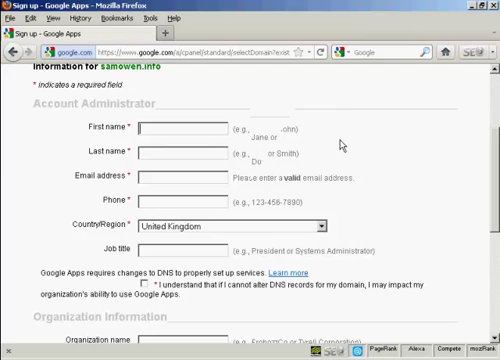 Sign up - Google Apps - Mozilla Firefox
File Edit View History Bookmarks Tools Help
Sign up - Google Apps +
google.com https://www.google.com/a/cpanel/standard/selectDomain?exist Google
Information for samowen.info
* indicates a required field
Account Administrator
First name * (e.g., John)
Jane or
Last name * (e.g., or Smith)
Do
Email address * Please enter a valid email address.
Phone * (e.g., 123-456-7890)
Country/Region * United Kingdom
Job title (e.g., President or Systems Administrator)
Google Apps requires changes to DNS to properly set up services. Learn more
* I understand that if I cannot alter DNS records for my domain, I may impact my
organization's ability to use Google Apps.
Organization Information
Organization name (e.g., Corp)
PageRank Alexa Compete mozRank